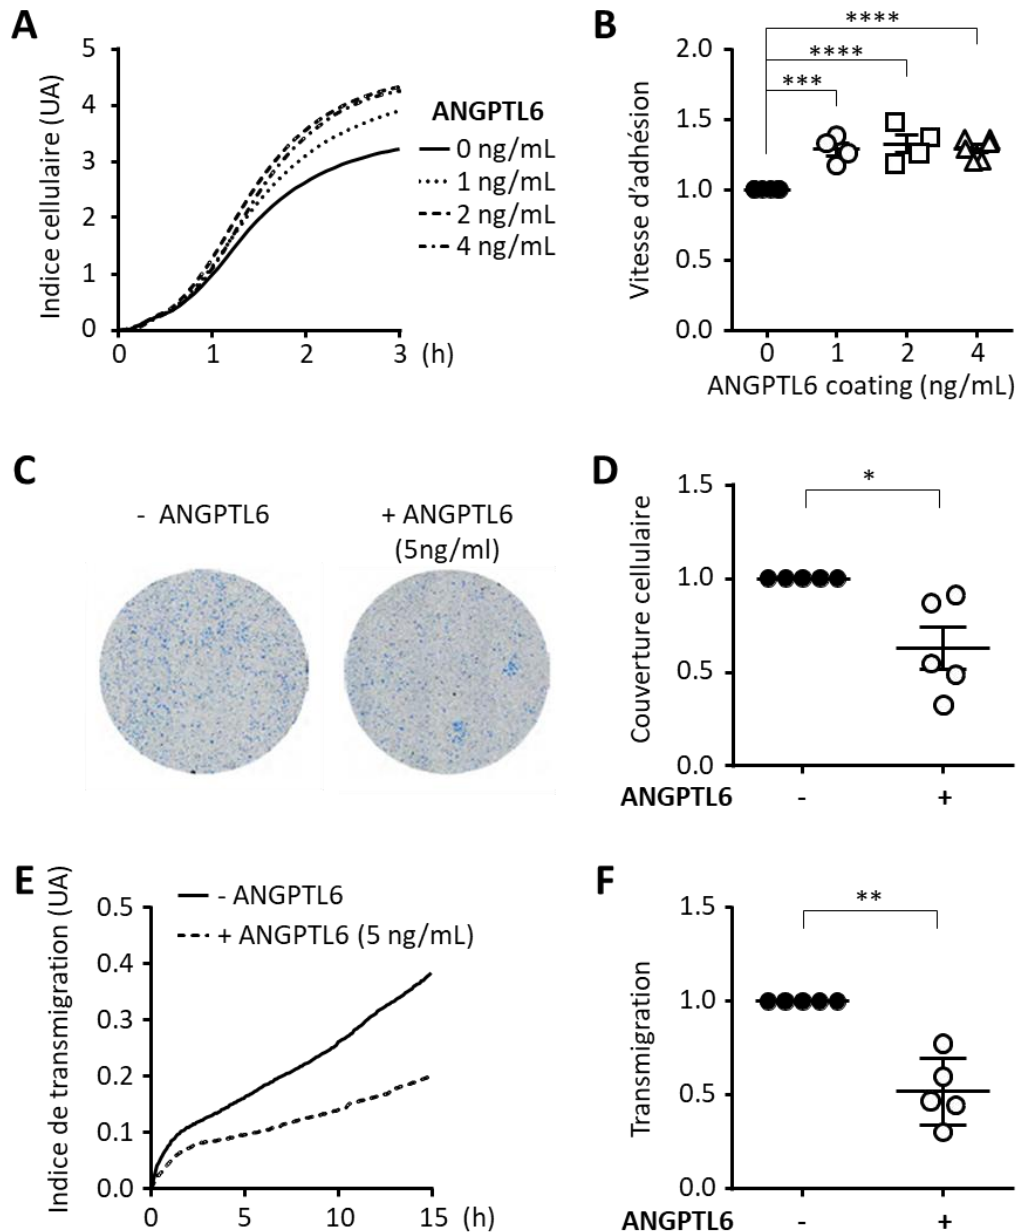 A
5
4
3
2
1
0
Indice cellulaire (UA)
0 1 2 3 (h)
ANGPTL6
0 ng/mL
1 ng/mL
2 ng/mL
4 ng/mL
B
****
****
***
2.0
1.5
1.0
0.5
0.0
Vitesse d’adhésion
0 1 2 4
ANGPTL6 coating (ng/mL)
C
- ANGPTL6
+ ANGPTL6
(5ng/ml)
D
*
1.5
1.0
0.5
0.0
Couverture cellulaire
ANGPTL6 - +
E
- ANGPTL6
+ ANGPTL6 (5 ng/mL)
0.5
0.4
0.3
0.2
0.1
0.0
Indice de transmigration (UA)
0 5 10 15 (h)
F
**
1.5
1.0
0.5
0.0
Transmigration
ANGPTL6 - +